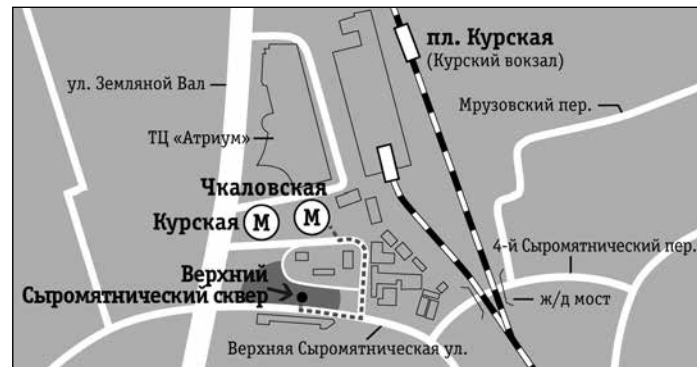 пл. Курская
(Курский вокзал)
ул. Земляной Вал
Мрузовский пер.
ТЦ «Атриум»
Чкаловская
Курская М М
4-й Сыромятнический пер.
Верхний
Сыромятнический сквер
ж/д мост
Верхняя Сыромятническая ул.